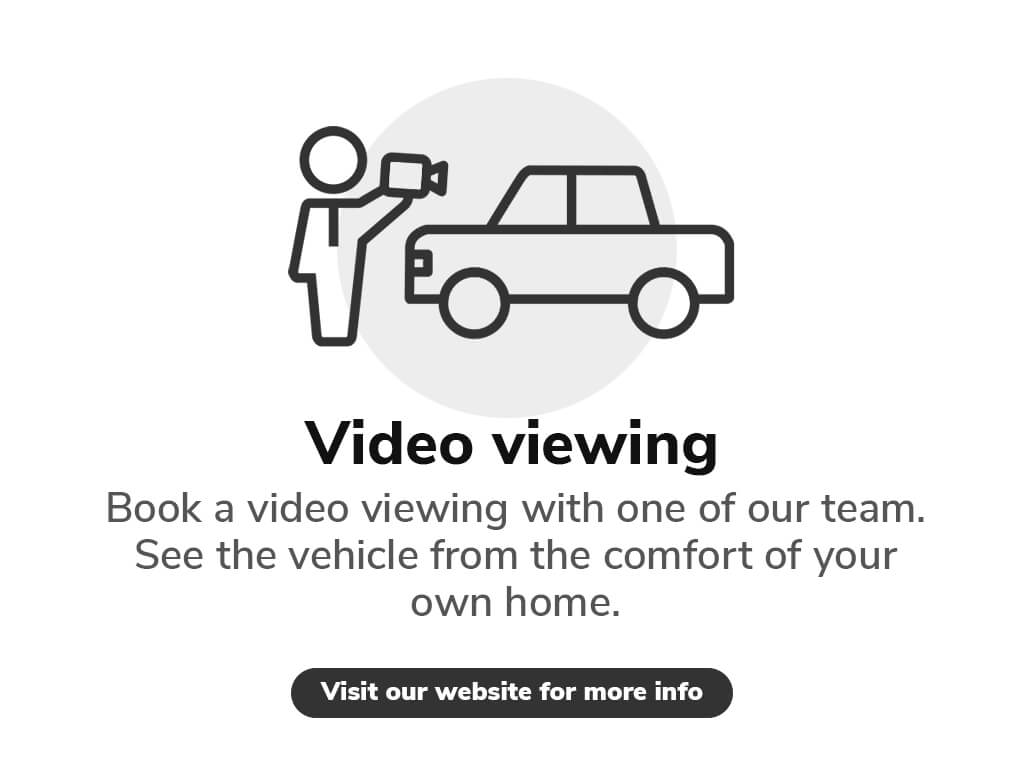 Video viewing
Book a video viewing with one of our team.
See the vehicle from the comfort of your
own home.
Visit our website for more info